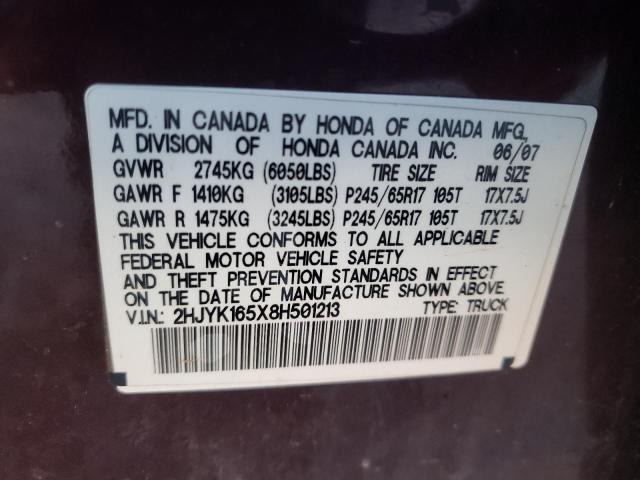 MFD. IN CANADA BY HONDA OF CANADA MFG.,
A DIVISION OF HONDA CANADA INC. 06/07
GVWR 2745KG (6050LBS) TIRE SIZE RIM SIZE
GAWR F 1410KG (3105LBS) P245/65R17 105T 17X7.5J
GAWR R 1475KG (3245LBS) P245/65R17 105T 17X7.5J
THIS VEHICLE CONFORMS TO ALL APPLICABLE
FEDERAL MOTOR VEHICLE SAFETY
AND THEFT PREVENTION STANDARDS IN EFFECT
ON THE DATE OF MANUFACTURE SHOWN ABOVE.
V.I.N.: 2HJYK165X8H501213 TYPE: TRUCK